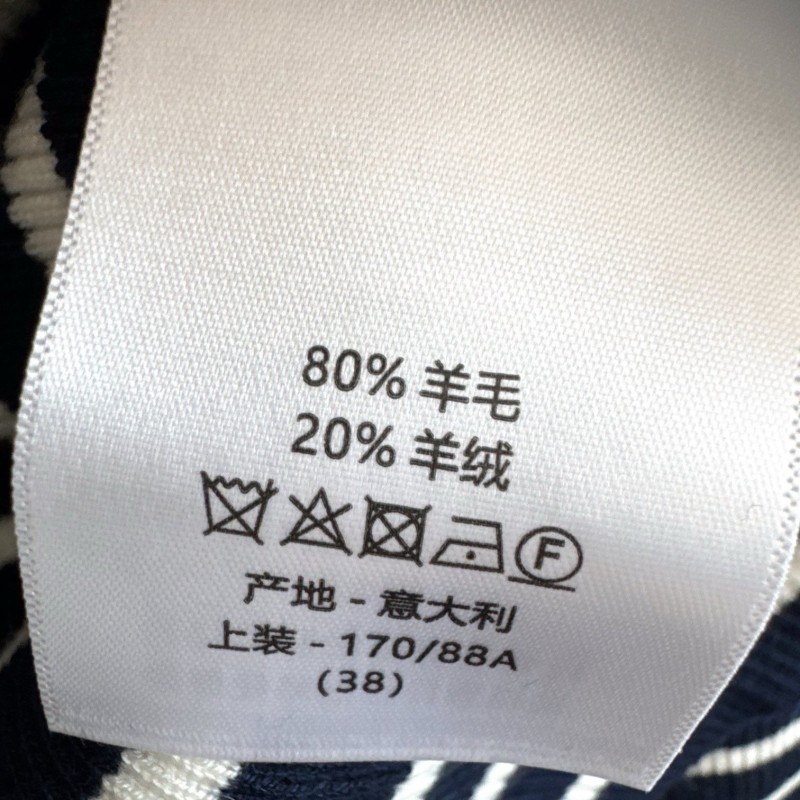 80% 羊毛
20% 羊绒
F
产地 - 意大利
上装 - 170/88A
(38)